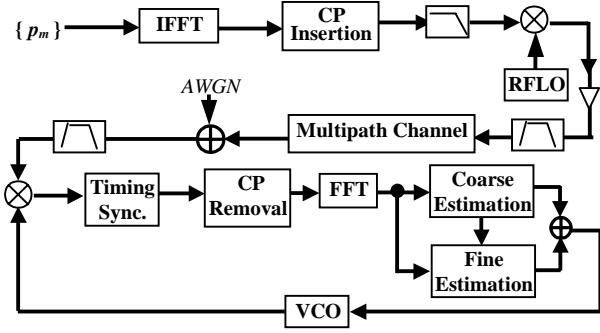 { pm }
IFFT
CP
Insertion
RFLO
AWGN
Multipath Channel
Timing
Sync.
CP
Removal
FFT
Coarse
Estimation
Fine
Estimation
VCO